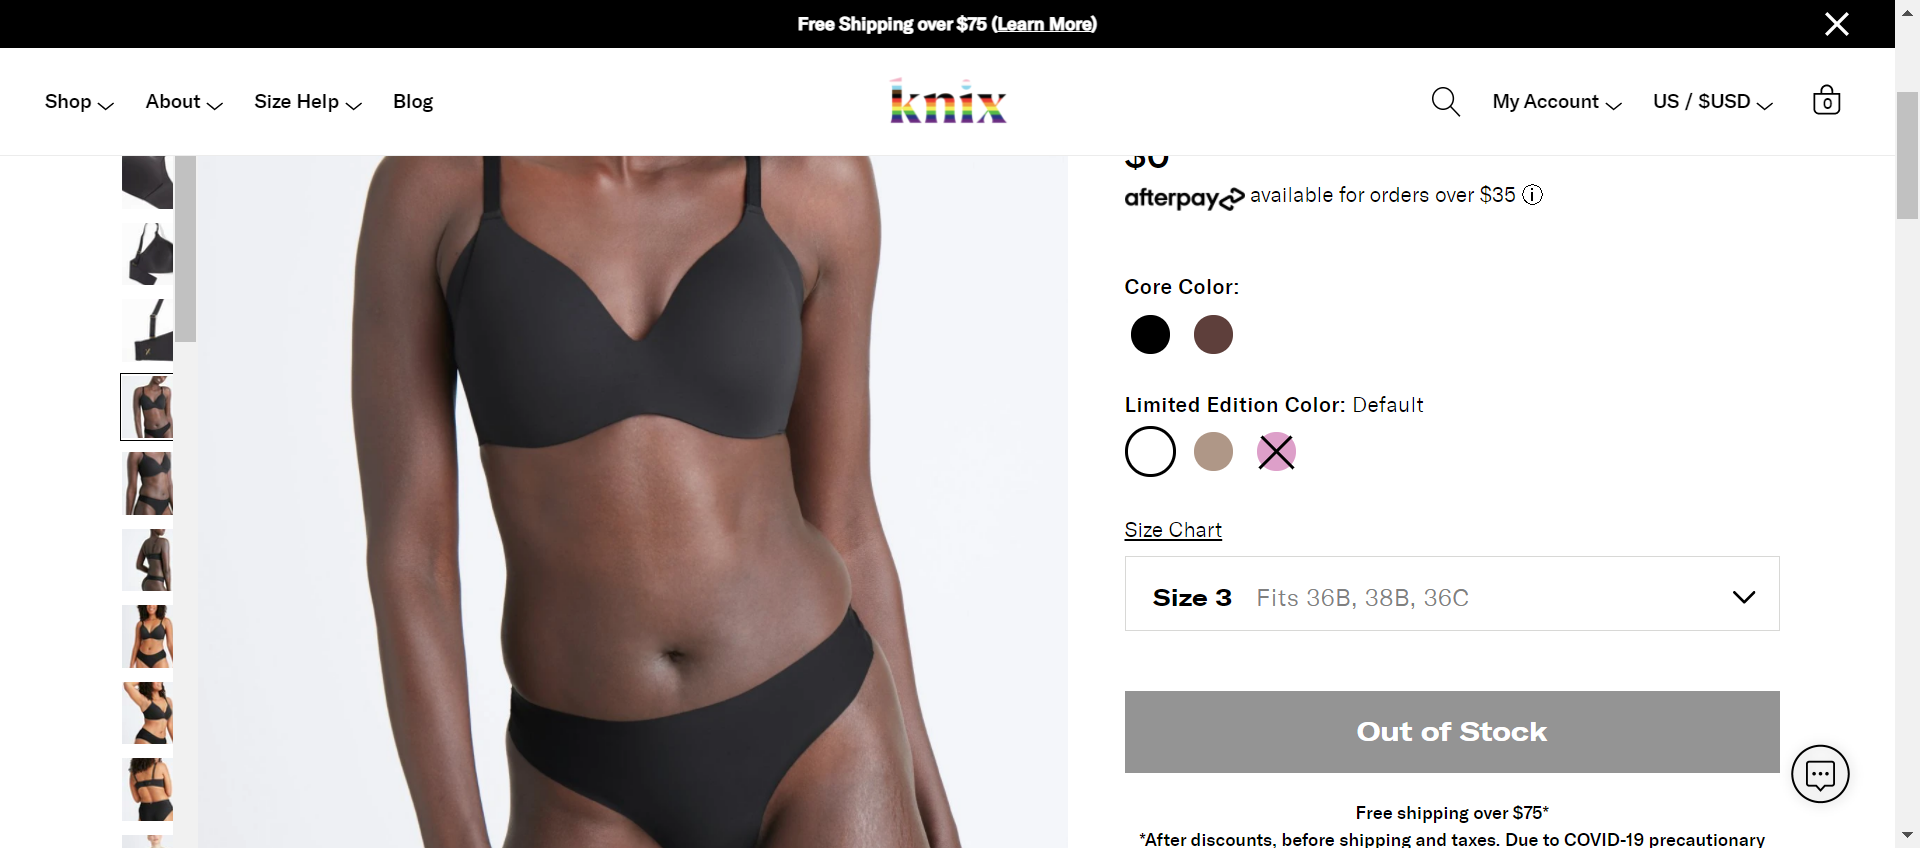 Free Shipping over $75 (Learn More)
Shop About Size Help Blog
knix
My Account US / $USD 0
$0
afterpay available for orders over $35
Core Color:
Limited Edition Color: Default
Size Chart
Size 3 Fits 36B, 38B, 36C
Out of Stock
Free shipping over $75*
*After discounts, before shipping and taxes. Due to COVID-19 precautionary